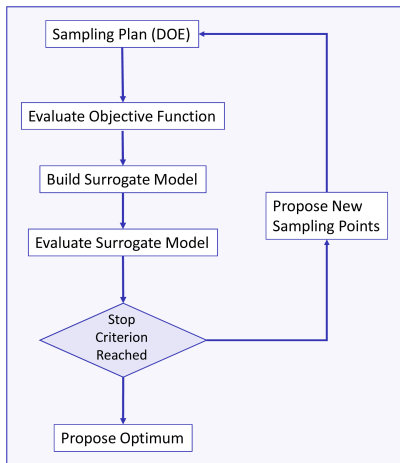 Sampling Plan (DOE)
Evaluate Objective Function
Build Surrogate Model
Evaluate Surrogate Model
Propose New
Sampling Points
Stop
Criterion
Reached
Propose Optimum